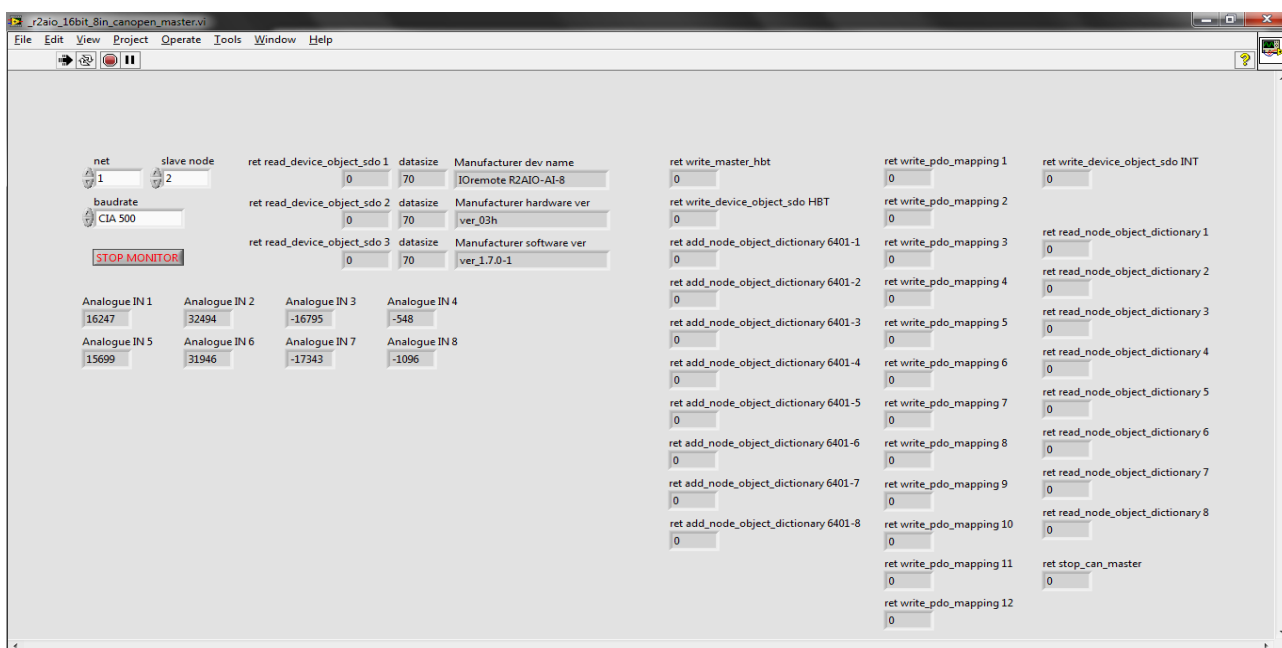 _r2aio_16bit_8in_canopen_master.vi
File Edit View Project Operate Tools Window Help
net slave node ret read_device_object_sdo 1 datasize Manufacturer dev name ret write_master_hbt ret write_pdo_mapping 1 ret write_device_object_sdo INT
1 2 0 70 IOremote R2AIO-AI-8 0 0 0
baudrate ret read_device_object_sdo 2 datasize Manufacturer hardware ver ret write_device_object_sdo HBT ret write_pdo_mapping 2
CIA 500 0 70 ver_03h 0 0
ret read_node_object_dictionary 1
ret read_device_object_sdo 3 datasize Manufacturer software ver ret add_node_object_dictionary 6401-1 ret write_pdo_mapping 3
STOP MONITOR 0 70 ver_1.7.0-1 0 0 0
ret read_node_object_dictionary 2
ret add_node_object_dictionary 6401-2 ret write_pdo_mapping 4
0 0 0
Analogue IN 1 Analogue IN 2 Analogue IN 3 Analogue IN 4
16247 32494 -16795 -548
ret read_node_object_dictionary 3
ret add_node_object_dictionary 6401-3 ret write_pdo_mapping 5
0 0 0
Analogue IN 5 Analogue IN 6 Analogue IN 7 Analogue IN 8
15699 31946 -17343 -1096
ret read_node_object_dictionary 4
ret add_node_object_dictionary 6401-4 ret write_pdo_mapping 6
0 0 0
ret read_node_object_dictionary 5
ret add_node_object_dictionary 6401-5 ret write_pdo_mapping 7
0 0 0
ret read_node_object_dictionary 6
ret add_node_object_dictionary 6401-6 ret write_pdo_mapping 8
0 0 0
ret read_node_object_dictionary 7
ret add_node_object_dictionary 6401-7 ret write_pdo_mapping 9
0 0 0
ret read_node_object_dictionary 8
ret add_node_object_dictionary 6401-8 ret write_pdo_mapping 10
0 0 0
ret write_pdo_mapping 11 ret stop_can_master
0 0
ret write_pdo_mapping 12
0